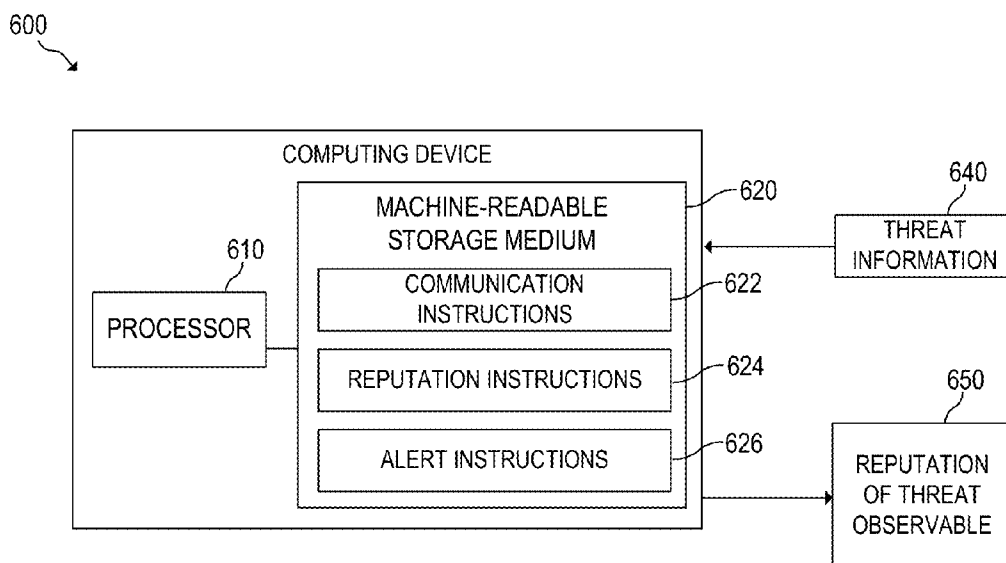 600
COMPUTING DEVICE
MACHINE-READABLE
STORAGE MEDIUM
620
610
PROCESSOR
COMMUNICATION
INSTRUCTIONS
622
REPUTATION INSTRUCTIONS
624
ALERT INSTRUCTIONS
626
640
THREAT
INFORMATION
650
REPUTATION
OF THREAT
OBSERVABLE